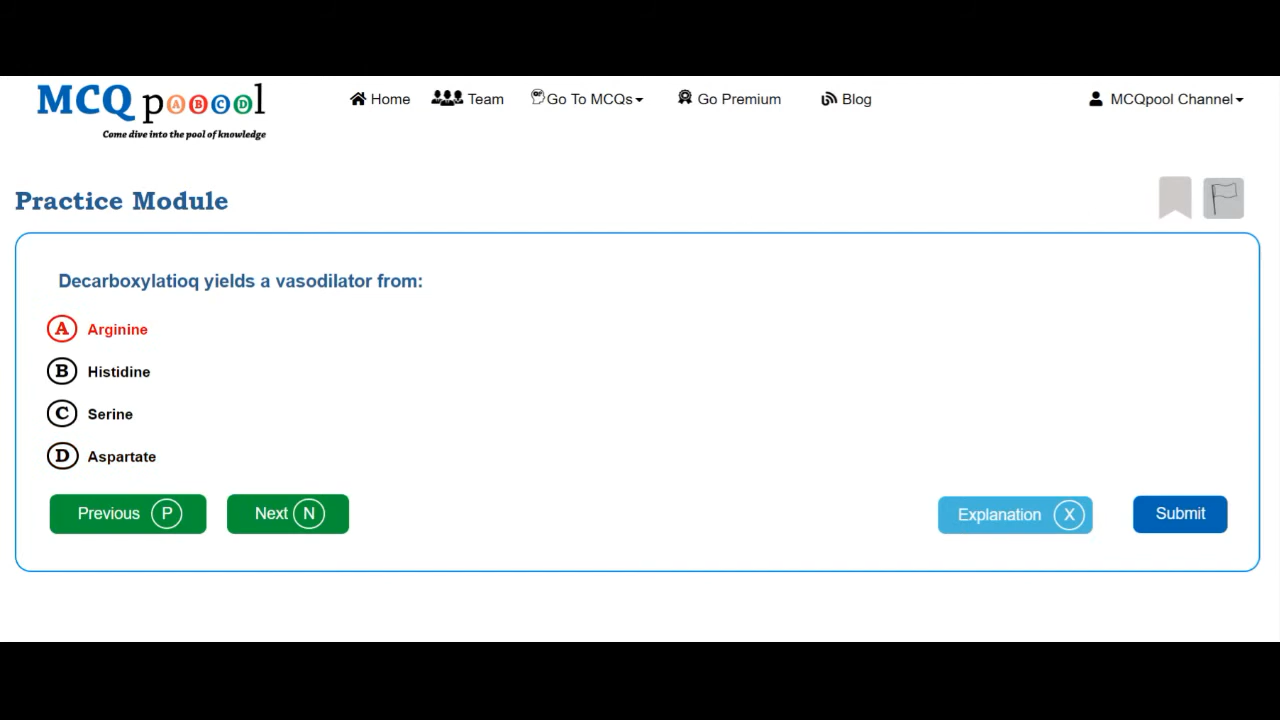 MCQ pooool
Come dive into the pool of knowledge
Home Team Go To MCQs Go Premium Blog MCQpool Channel
Practice Module
Decarboxylatioq yields a vasodilator from:
A Arginine
B Histidine
C Serine
D Aspartate
Previous P Next N Explanation X Submit